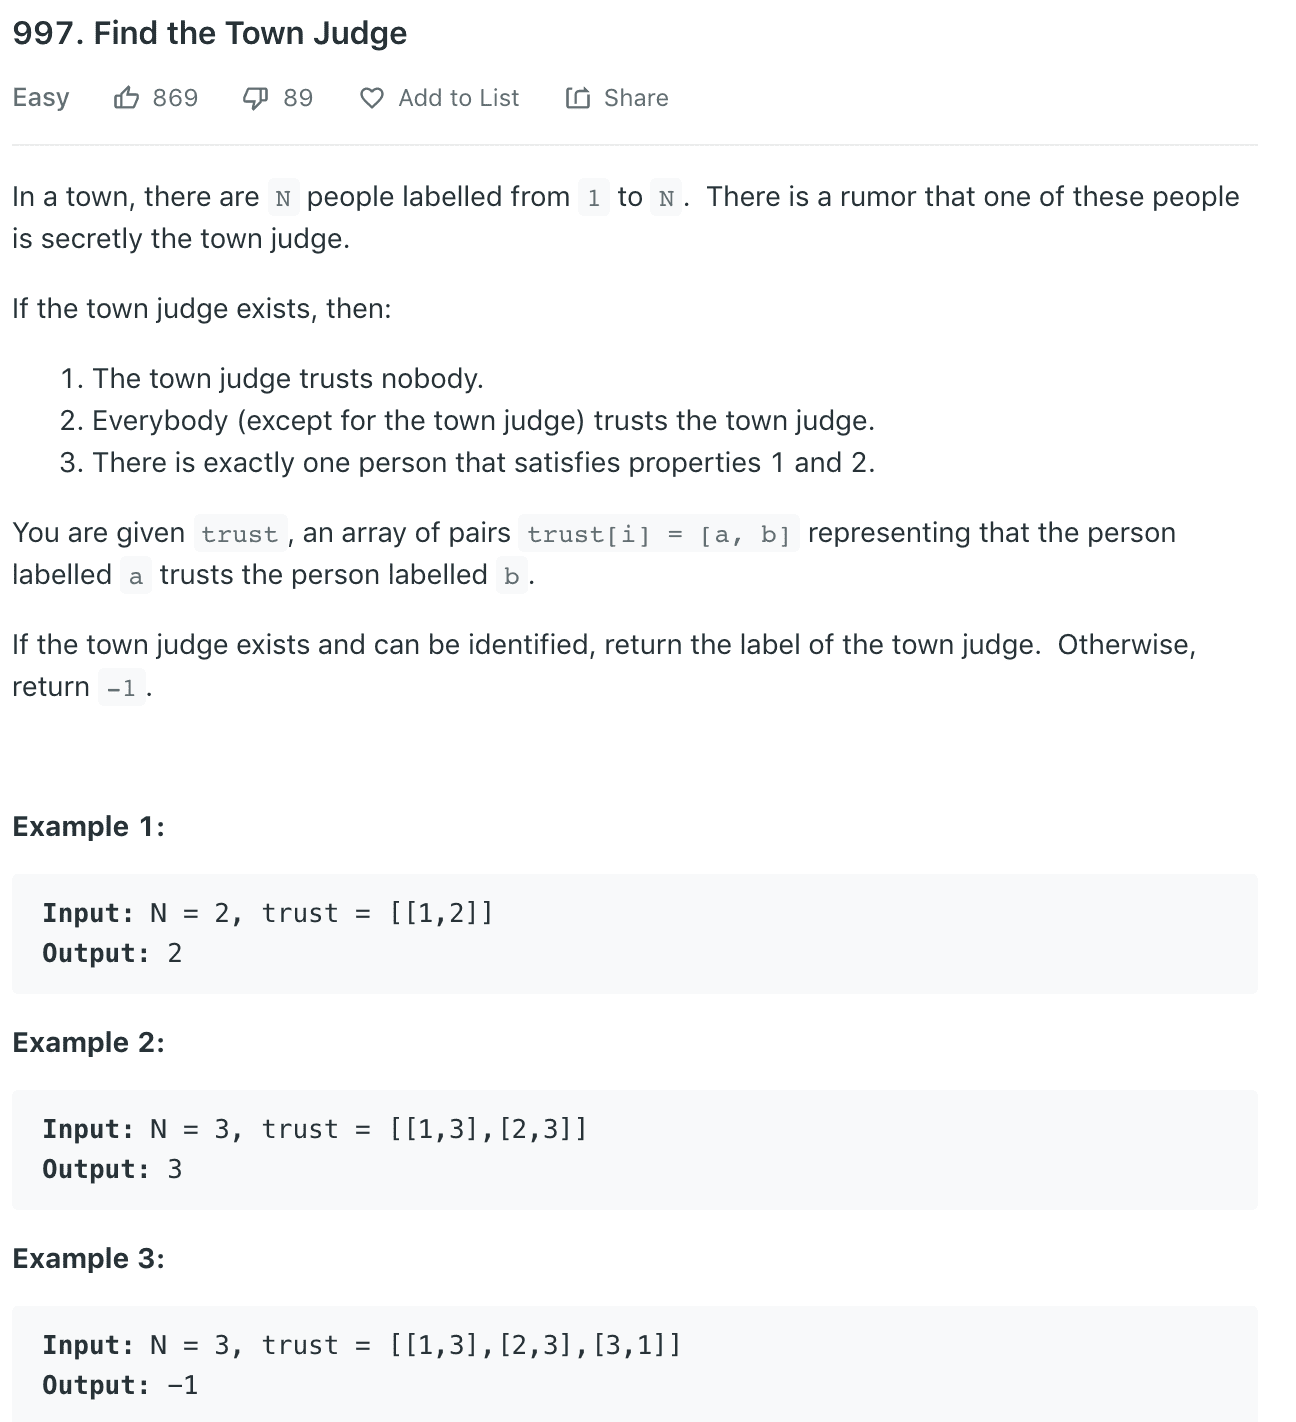 997. Find the Town Judge
Easy 869 89 Add to List Share
In a town, there are N people labelled from 1 to N. There is a rumor that one of these people
is secretly the town judge.
If the town judge exists, then:
1. The town judge trusts nobody.
2. Everybody (except for the town judge) trusts the town judge.
3. There is exactly one person that satisfies properties 1 and 2.
You are given trust, an array of pairs trust[i] = [a, b] representing that the person
labelled a trusts the person labelled b.
If the town judge exists and can be identified, return the label of the town judge. Otherwise,
return -1.
Example 1:
Input: N = 2, trust = [[1,2]]
Output: 2
Example 2:
Input: N = 3, trust = [[1,3],[2,3]]
Output: 3
Example 3:
Input: N = 3, trust = [[1,3],[2,3],[3,1]]
Output: -1